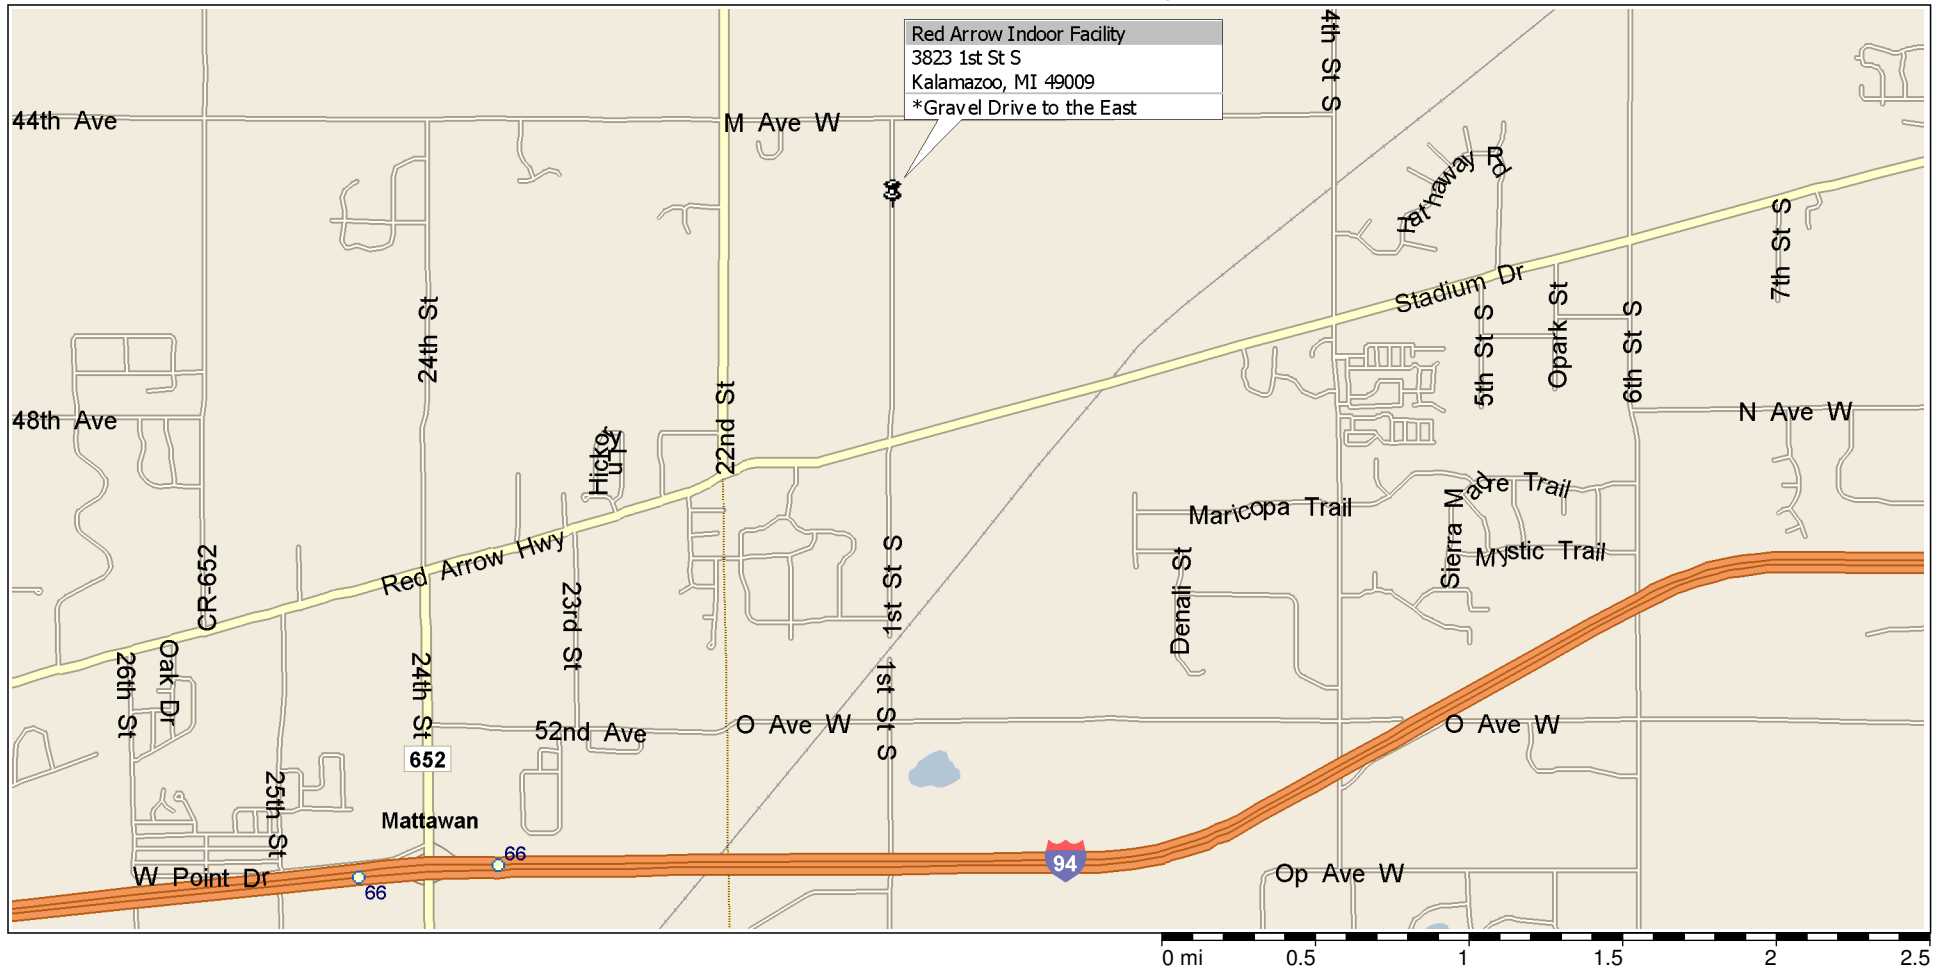 Red Arrow Indoor Facility
3823 1st St S
Kalamazoo, MI 49009
*Gravel Drive to the East
4th St S
44th Ave
M Ave W
Pathaway Rd
7th St S
Stadium Dr
24th St
5th St S
Opark St
6th St S
48th Ave
22nd St
N Ave W
Hickory Ln
Sierra Madre Trail
Maricopa Trail
Mystic Trail
CR-652
Red Arrow Hwy
1st St S
23rd St
Denali St
26th St
Oak Dr
24th St
1st St S
52nd Ave
O Ave W
O Ave W
652
25th St
Mattawan
66
94
W Point Dr
66
Op Ave W
0 mi 0.5 1 1.5 2 2.5